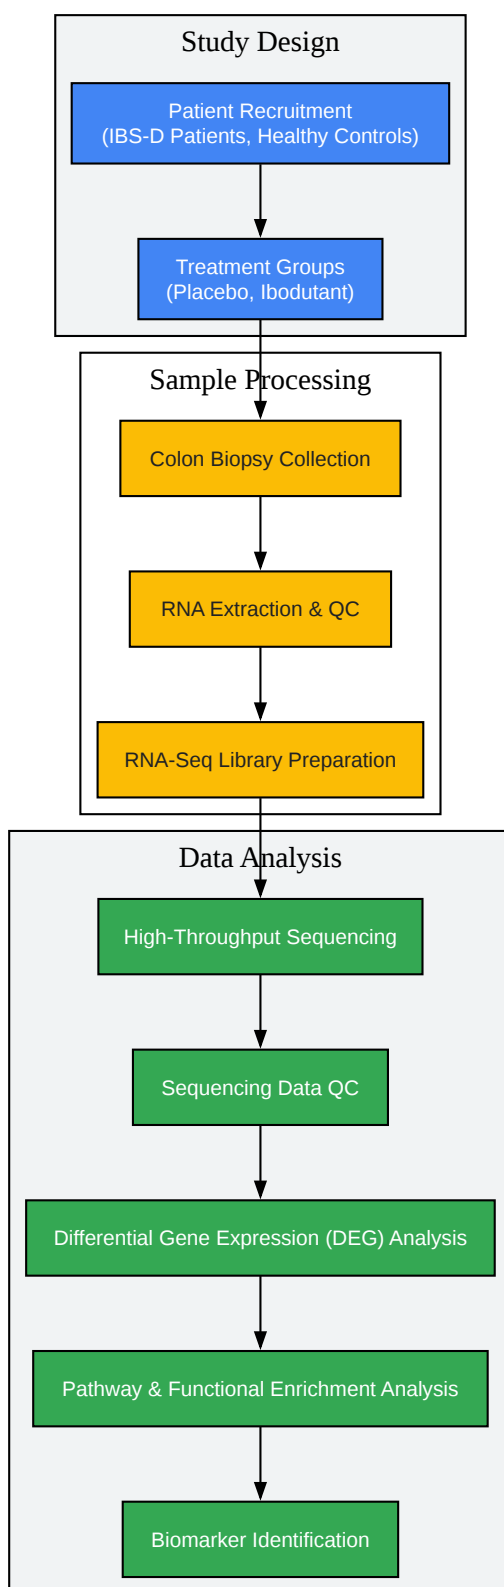 Study Design
Patient Recruitment
(IBS-D Patients, Healthy Controls)
Treatment Groups
(Placebo, Ibodutant)
Sample Processing
Colon Biopsy Collection
RNA Extraction & QC
RNA-Seq Library Preparation
Data Analysis
High-Throughput Sequencing
Sequencing Data QC
Differential Gene Expression (DEG) Analysis
Pathway & Functional Enrichment Analysis
Biomarker Identification